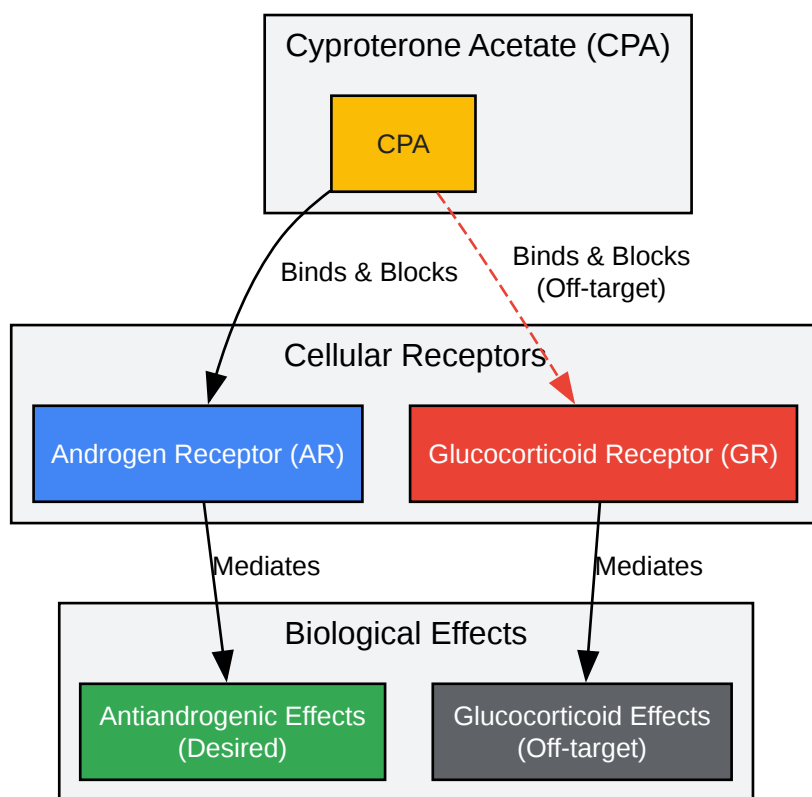 Cyproterone Acetate (CPA)
CPA
Binds & Blocks
Binds & Blocks
(Off-target)
Cellular Receptors
Androgen Receptor (AR)
Glucocorticoid Receptor (GR)
Mediates
Mediates
Biological Effects
Antiandrogenic Effects
(Desired)
Glucocorticoid Effects
(Off-target)